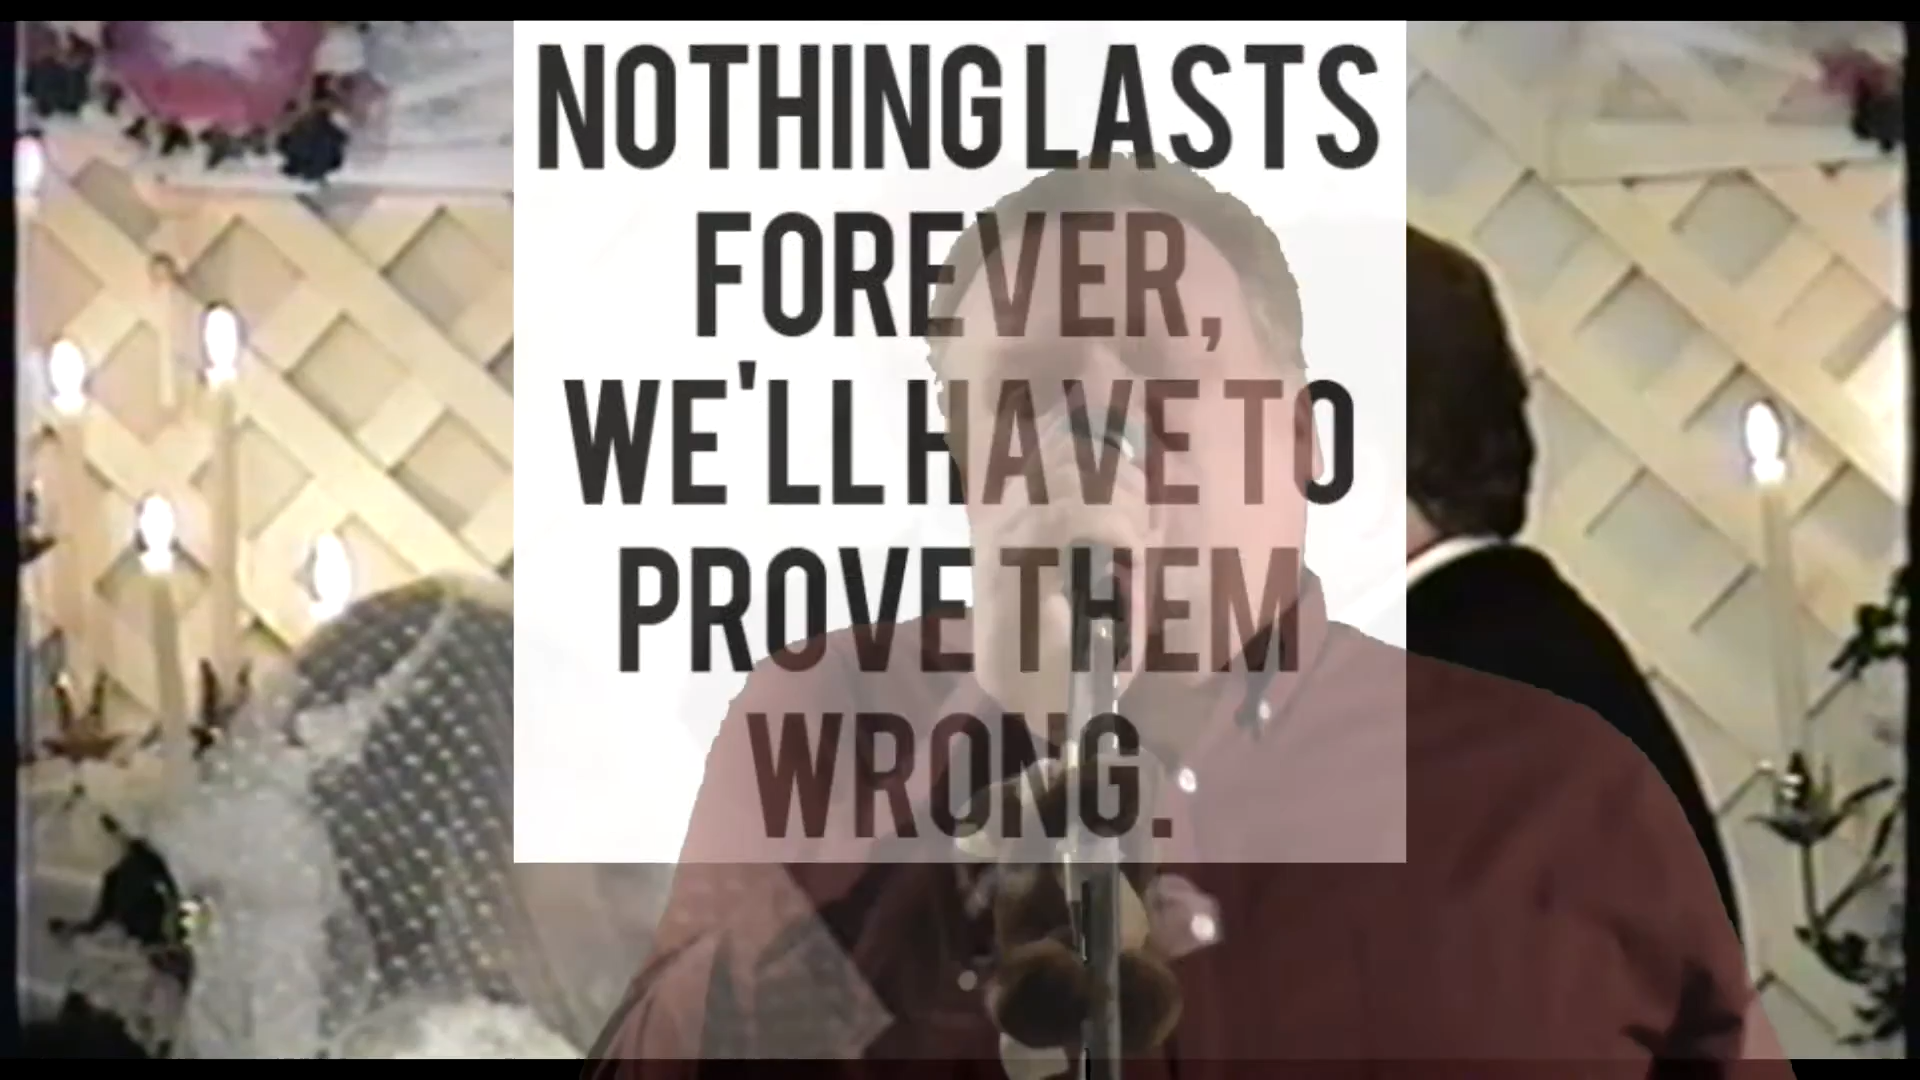 NOTHING LASTS
FOREVER,
WE'LL HAVE TO
PROVE THEM
WRONG.